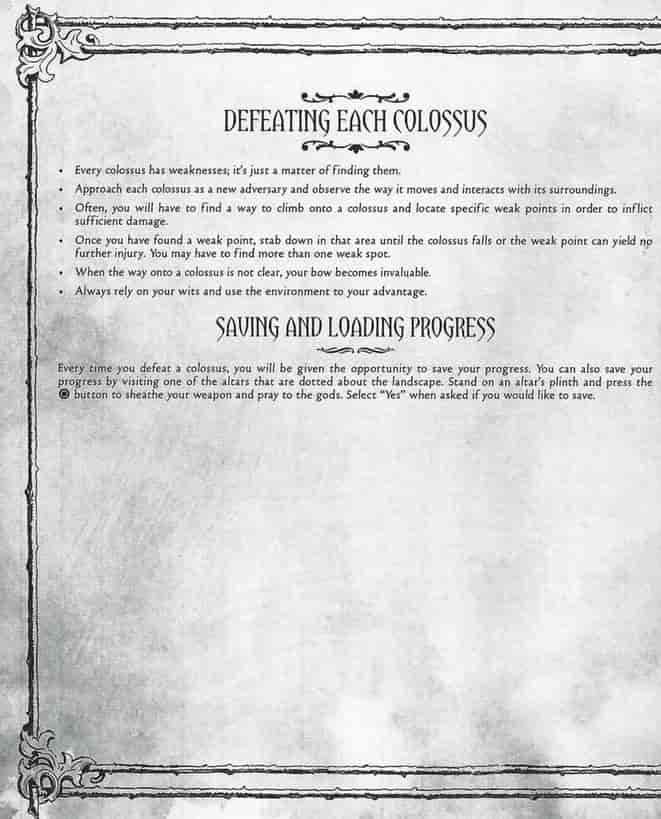 DEFEATING EACH COLOSSUS
• Every colossus has weaknesses; it's just a matter of finding them.
• Approach each colossus as a new adversary and observe the way it moves and interacts with its surroundings.
• Often, you will have to find a way to climb onto a colossus and locate specific weak points in order to inflict
sufficient damage.
• Once you have found a weak point, stab down in that area until the colossus falls or the weak point can yield no
further injury. You may have to find more than one weak spot.
• When the way onto a colossus is not clear, your bow becomes invaluable.
• Always rely on your wits and use the environment to your advantage.
SAVING AND LOADING PROGRESS
Every time you defeat a colossus, you will be given the opportunity to save your progress. You can also save your
progress by visiting one of the altars that are dotted about the landscape. Stand on an altar's plinth and press the
button to sheathe your weapon and pray to the gods. Select “Yes” when asked if you would like to save.